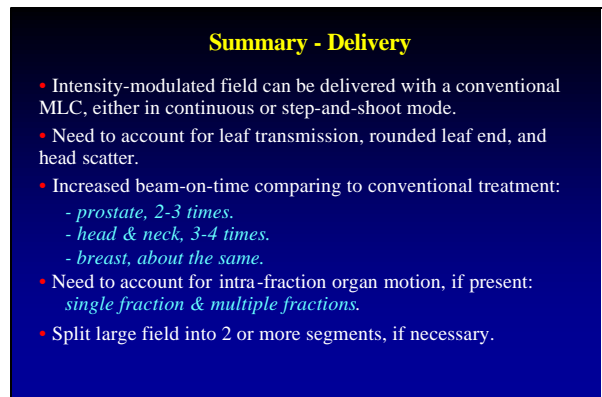 Summary - Delivery
• Intensity-modulated field can be delivered with a conventional
MLC, either in continuous or step-and-shoot mode.
• Need to account for leaf transmission, rounded leaf end, and
head scatter.
• Increased beam-on-time comparing to conventional treatment:
- prostate, 2-3 times.
- head & neck, 3-4 times.
- breast, about the same.
• Need to account for intra-fraction organ motion, if present:
single fraction & multiple fractions.
• Split large field into 2 or more segments, if necessary.